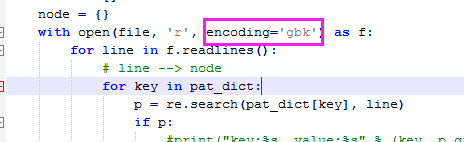 node = {}
with open(file, 'r', encoding='gbk') as f:
for line in f.readlines():
# line --> node
for key in pat_dict:
p = re.search(pat_dict[key], line)
if p:
#print("key:%s, value:%s" % (key, p.